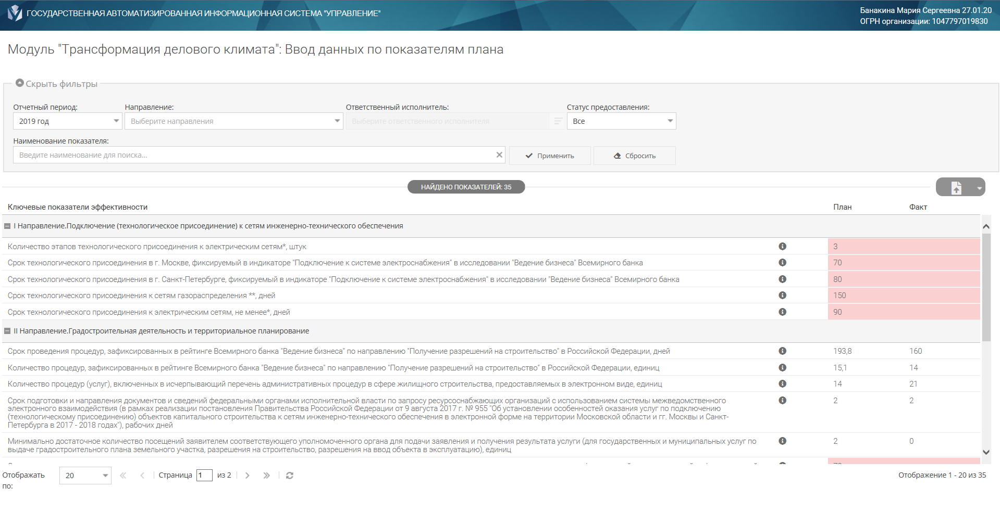 ГОСУДАРСТВЕННАЯ АВТОМАТИЗИРОВАННАЯ ИНФОРМАЦИОННАЯ СИСТЕМА "УПРАВЛЕНИЕ"
Банакина Мария Сергеевна 27.01.20
ОГРН организации: 1047797019830
Модуль "Трансформация делового климата": Ввод данных по показателям плана
Скрыть фильтры
Отчетный период: Направление: Ответственный исполнитель: Статус предоставления:
2019 год Выберите направления Выберите ответственного исполнителя Все
Наименование показателя:
Введите наименование для поиска... Применить Сбросить
НАЙДЕНО ПОКАЗАТЕЛЕЙ: 35
Ключевые показатели эффективности План Факт
I Направление.Подключение (технологическое присоединение) к сетям инженерно-технического обеспечения
Количество этапов технологического присоединения к электрическим сетям*, штук 3
Срок технологического присоединения в г. Москве, фиксируемый в индикаторе "Подключение к системе электроснабжения" в исследовании "Ведение бизнеса" Всемирного банка 70
Срок технологического присоединения в г. Санкт-Петербурге, фиксируемый в индикаторе "Подключение к системе электроснабжения" в исследовании "Ведение бизнеса" Всемирного банка 80
Срок технологического присоединения к сетям газораспределения **, дней 150
Срок технологического присоединения к электрическим сетям, не менее*, дней 90
II Направление.Градостроительная деятельность и территориальное планирование
Срок проведения процедур, зафиксированных в рейтинге Всемирного банка "Ведение бизнеса" по направлению "Получение разрешений на строительство" в Российской Федерации, дней 193,8 160
Количество процедур, зафиксированных в рейтинге Всемирного банка "Ведение бизнеса" по направлению "Получение разрешений на строительство" в Российской Федерации, единиц 15,1 14
Количество процедур (услуг), включенных в исчерпывающий перечень административных процедур в сфере жилищного строительства, предоставляемых в электронном виде, единиц 14 21
Срок подготовки и направления документов и сведений федеральными органами исполнительной власти по запросу ресурсоснабжающих организаций с использованием системы межведомственного 2 2
электронного взаимодействия (в рамках реализации постановления Правительства Российской Федерации от 9 августа 2017 г. № 955 "Об установлении особенностей оказания услуг по подключению
(технологическому присоединению) объектов капитального строительства к сетям инженерно-технического обеспечения в электронной форме на территории Московской области и гг. Москвы и Санкт-
Петербурга в 2017 - 2018 годах"), рабочих дней
Минимально достаточное количество посещений заявителем соответствующего уполномоченного органа для подачи заявления и получения результата услуги (для государственных и муниципальных услуг по 2 0
выдаче градостроительного плана земельного участка, разрешения на строительство, разрешения на ввод объекта в эксплуатацию), единиц
Отображать 20 Страница 1 из 2 Отображение 1 - 20 из 35
по: